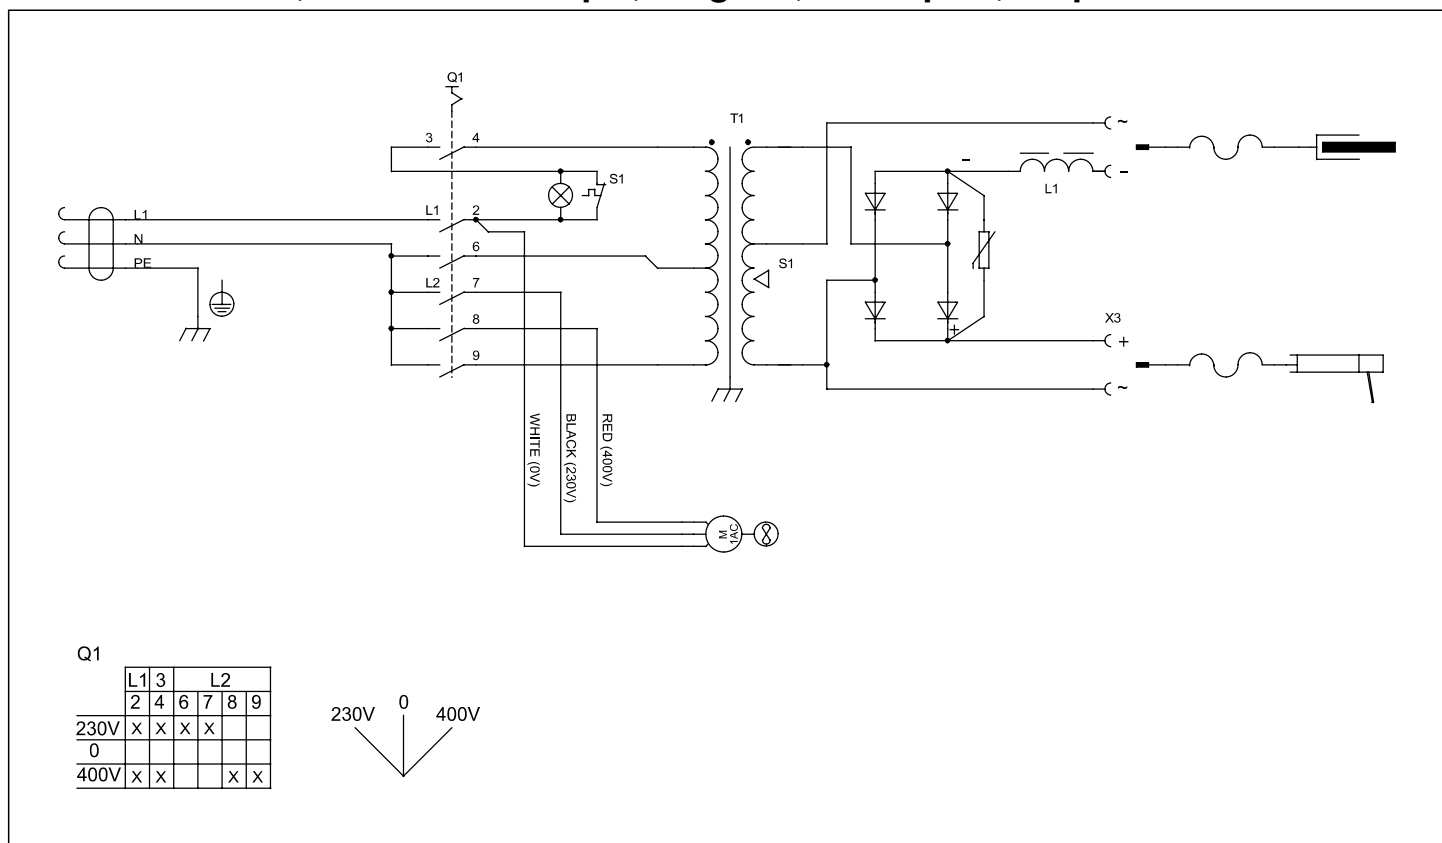 Q1
3 4
T1
S1
L1 2
L1
N
PE
6
L2 7
8
9
S1
~
-
-
L1
+
X3
+
~
WHITE (0V)
BLACK (230V)
RED (400V)
M
1AC
Q1
L1 3 L2
2 4 6 7 8 9
230V X X X X
0
400V X X X X
230V 0 400V